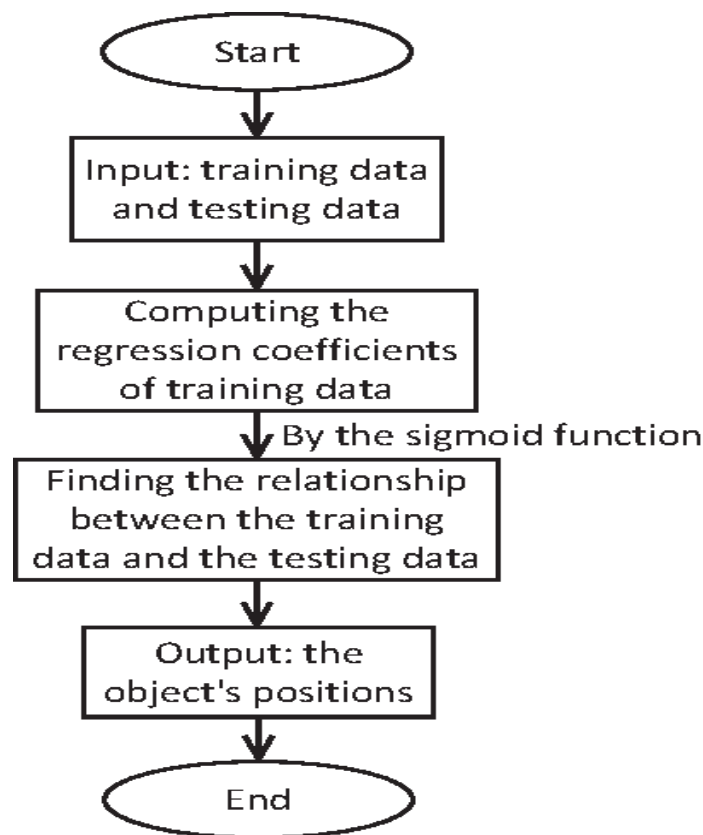 Start
Input: training data
and testing data
Computing the
regression coefficients
of training data
By the sigmoid function
Finding the relationship
between the training
data and the testing data
Output: the
object's positions
End